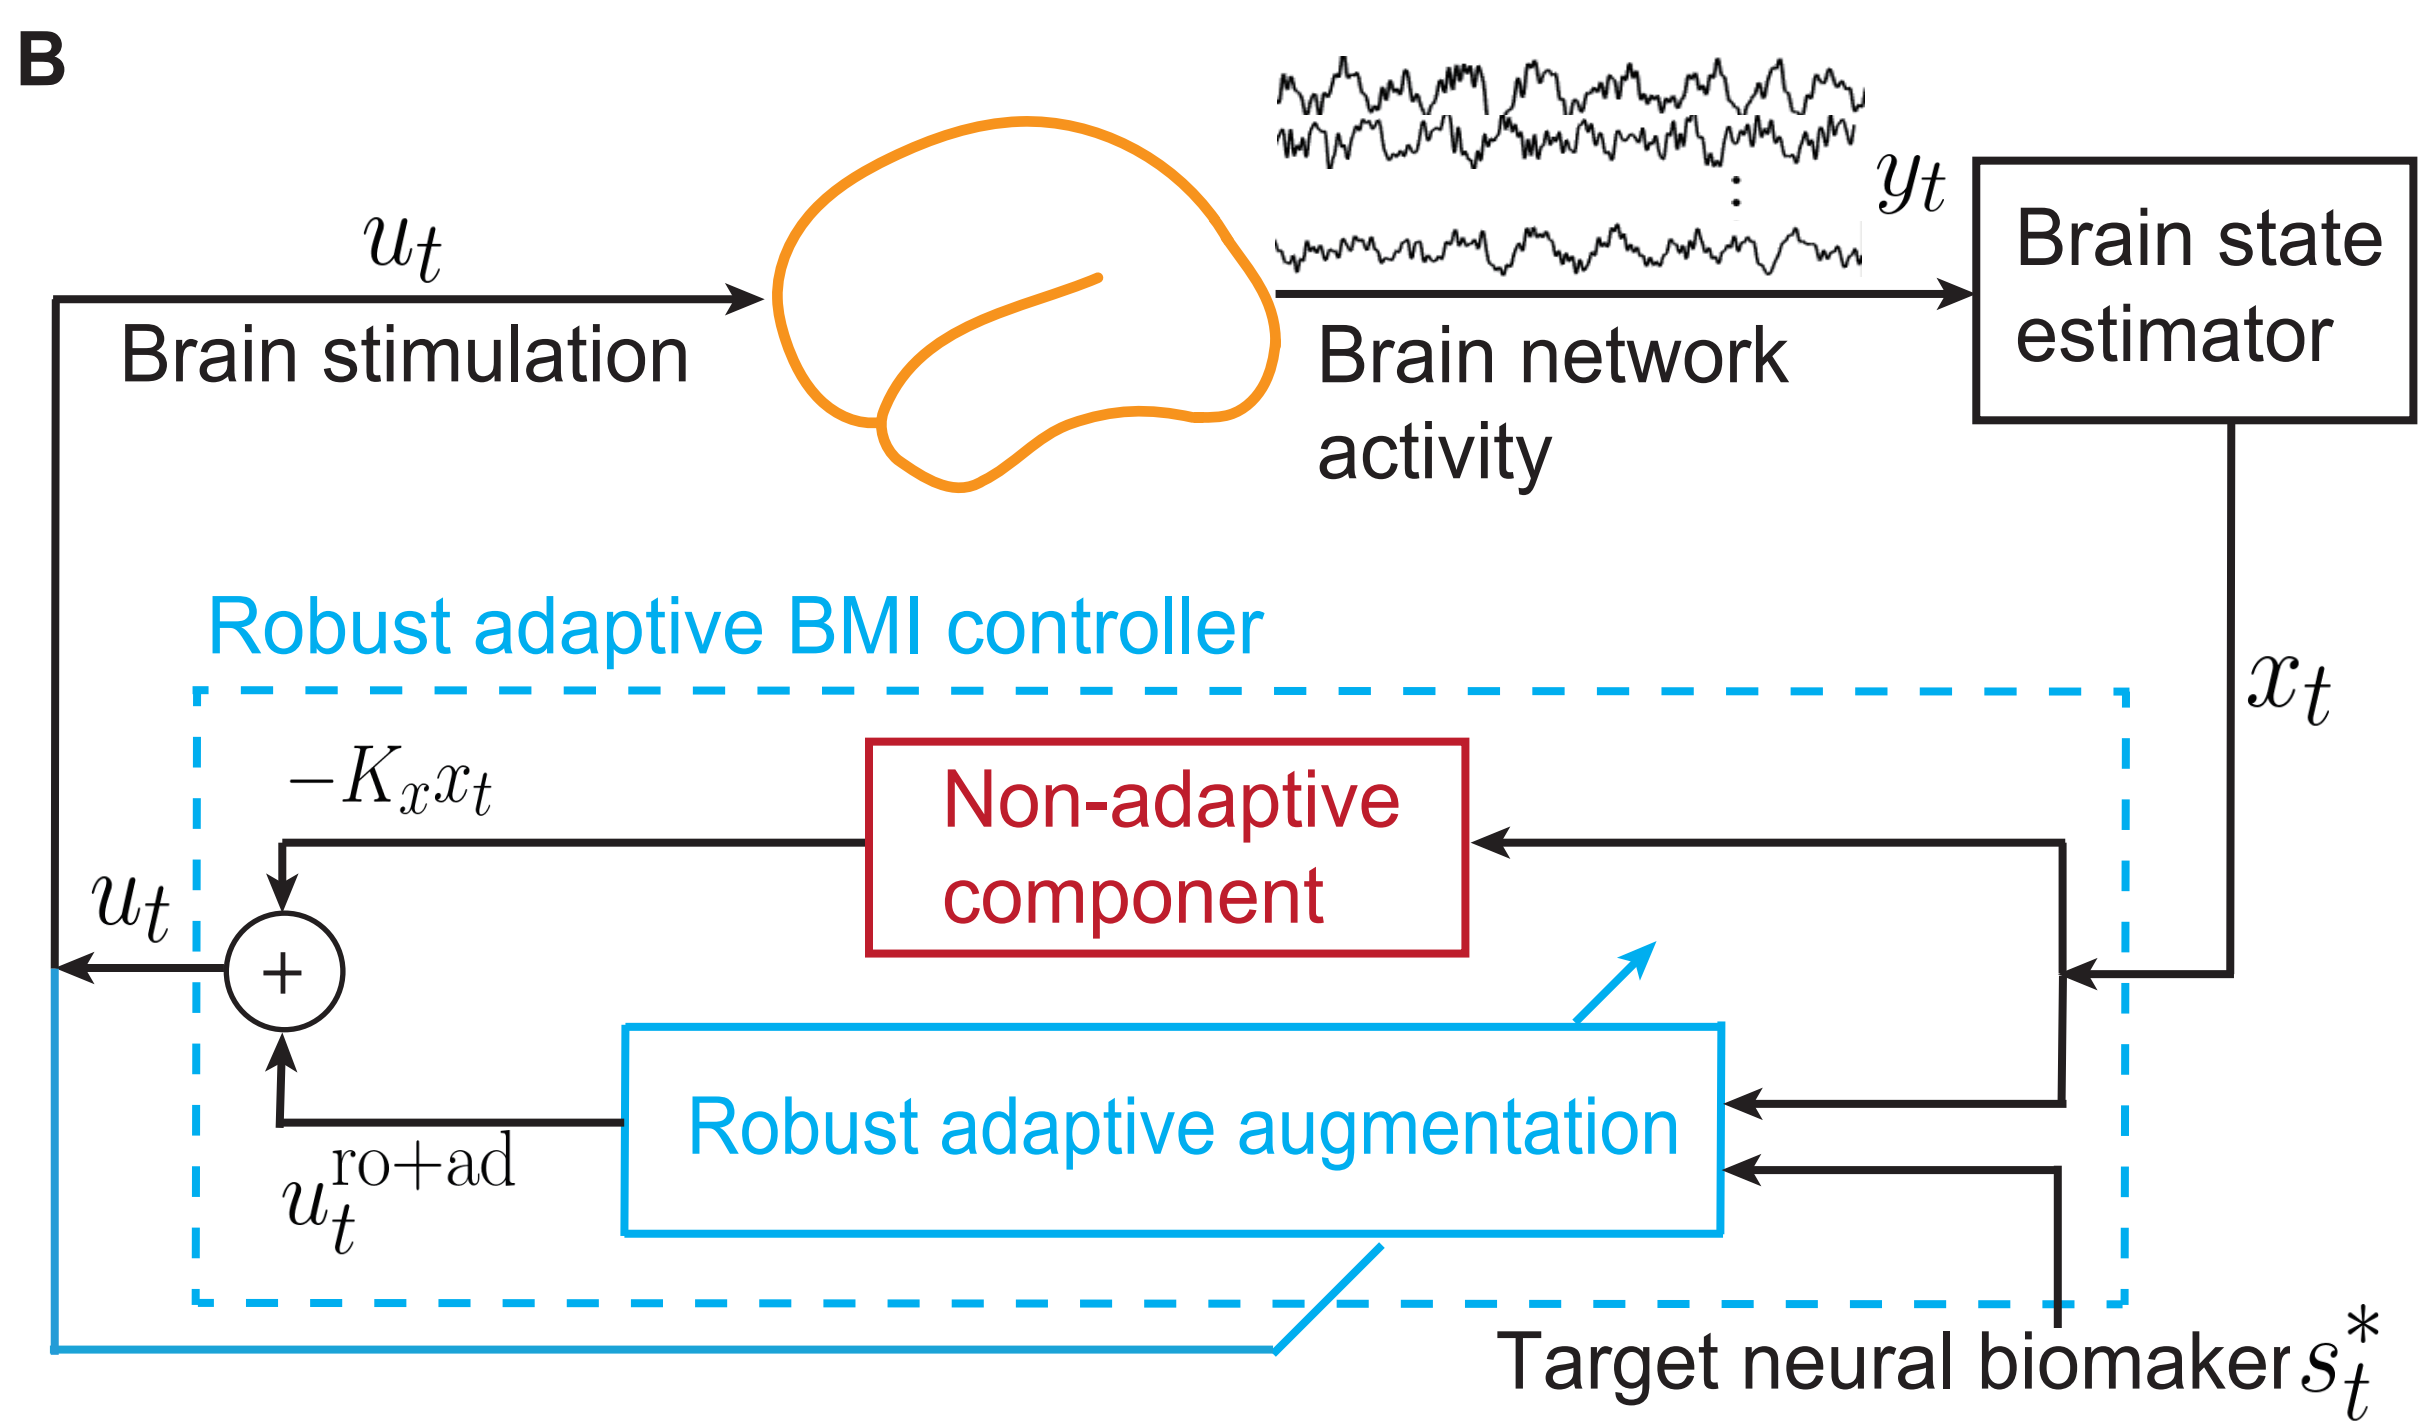 B
u_t
Brain stimulation
y_t
Brain network
activity
Brain state
estimator
x_t
Robust adaptive BMI controller
−K_x x_t
Non-adaptive
component
u_t
+
Robust adaptive augmentation
u_t^{ro+ad}
Target neural biomaker s_t^*